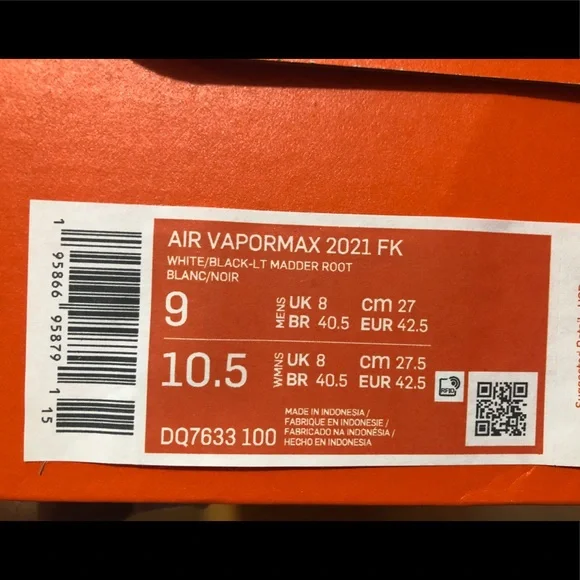 AIR VAPORMAX 2021 FK
WHITE/BLACK-LT MADDER ROOT
BLANC/NOIR
9 MENS UK 8 cm 27
BR 40.5 EUR 42.5
10.5 WMNS UK 8 cm 27.5
BR 40.5 EUR 42.5
RFID
DQ7633 100
MADE IN INDONESIA /
FABRIQUE EN INDONESIE /
FABRICADO NA INDONÉSIA /
HECHO EN INDONESIA
1 95866 95879 1 15